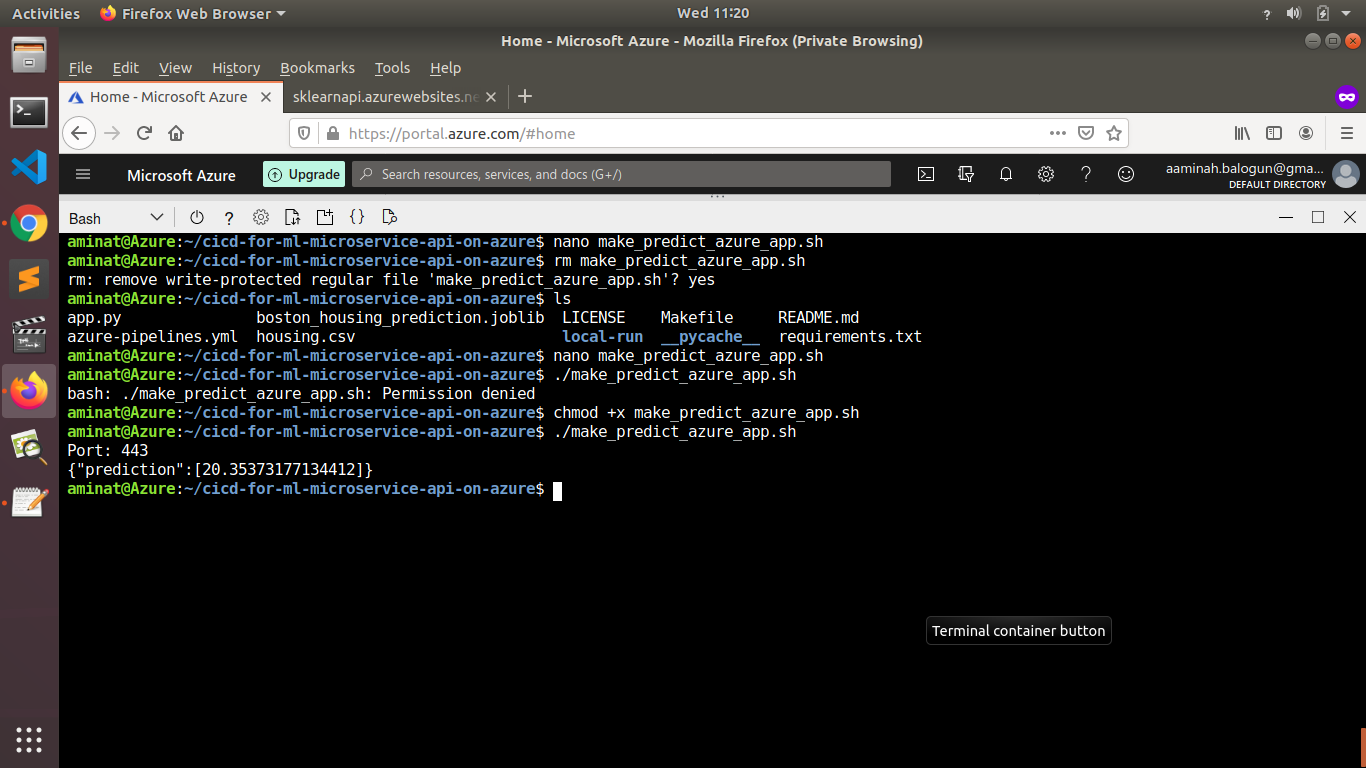 Activities Firefox Web Browser Wed 11:20
Home - Microsoft Azure - Mozilla Firefox (Private Browsing)
File Edit View History Bookmarks Tools Help
Home - Microsoft Azure sklearnapi.azurewebsites.ne
https://portal.azure.com/#home
Microsoft Azure Upgrade Search resources, services, and docs (G+/) aaminah.balogun@gma...
DEFAULT DIRECTORY
Bash
aminat@Azure:~/cicd-for-ml-microservice-api-on-azure$ nano make_predict_azure_app.sh
aminat@Azure:~/cicd-for-ml-microservice-api-on-azure$ rm make_predict_azure_app.sh
rm: remove write-protected regular file 'make_predict_azure_app.sh'? yes
aminat@Azure:~/cicd-for-ml-microservice-api-on-azure$ ls
app.py boston_housing_prediction.joblib LICENSE Makefile README.md
azure-pipelines.yml housing.csv local-run __pycache__ requirements.txt
aminat@Azure:~/cicd-for-ml-microservice-api-on-azure$ nano make_predict_azure_app.sh
aminat@Azure:~/cicd-for-ml-microservice-api-on-azure$ ./make_predict_azure_app.sh
bash: ./make_predict_azure_app.sh: Permission denied
aminat@Azure:~/cicd-for-ml-microservice-api-on-azure$ chmod +x make_predict_azure_app.sh
aminat@Azure:~/cicd-for-ml-microservice-api-on-azure$ ./make_predict_azure_app.sh
Port: 443
{"prediction":[20.35373177134412]}
aminat@Azure:~/cicd-for-ml-microservice-api-on-azure$
Terminal container button